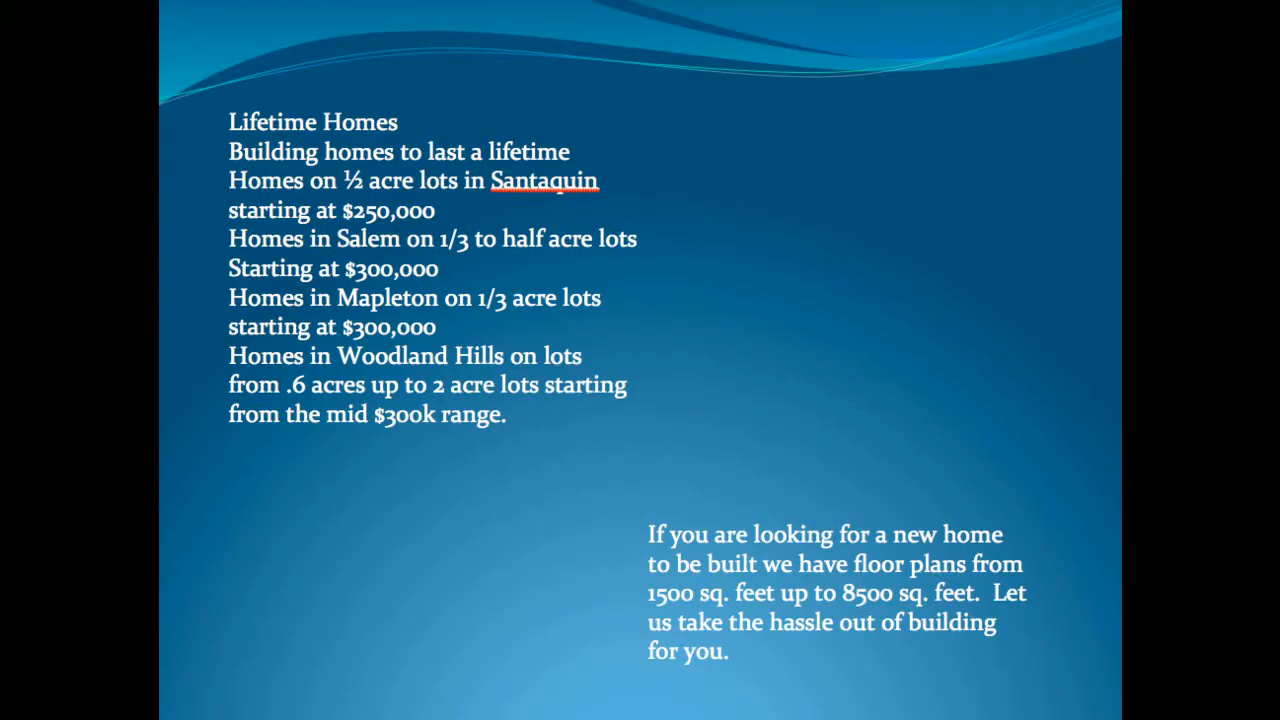 Lifetime Homes
Building homes to last a lifetime
Homes on ½ acre lots in Santaquin
starting at $250,000
Homes in Salem on 1/3 to half acre lots
Starting at $300,000
Homes in Mapleton on 1/3 acre lots
starting at $300,000
Homes in Woodland Hills on lots
from .6 acres up to 2 acre lots starting
from the mid $300k range.
If you are looking for a new home
to be built we have floor plans from
1500 sq. feet up to 8500 sq. feet.  Let
us take the hassle out of building
for you.